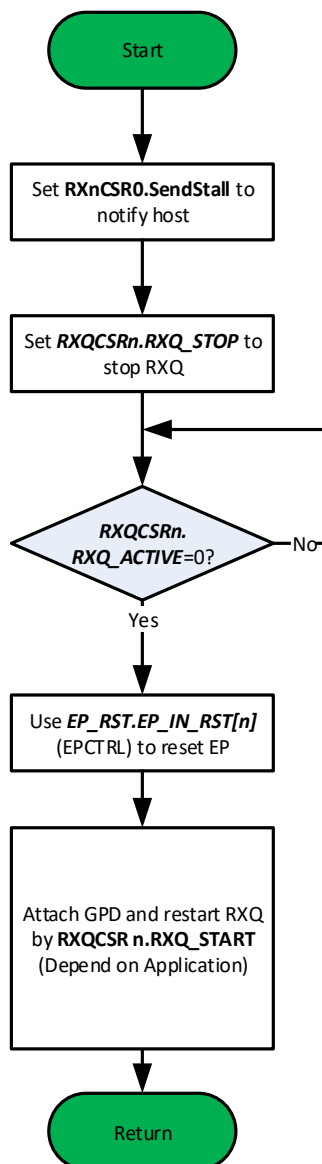 Start
Set RXnCSR0.SendStall to
notify host
Set RXQCSRn.RXQ_STOP to
stop RXQ
RXQCSRn.
RXQ_ACTIVE=0?
No
Yes
Use EP_RST.EP_IN_RST[n]
(EPCTRL) to reset EP
Attach GPD and restart RXQ
by RXQCSR n.RXQ_START
(Depend on Application)
Return